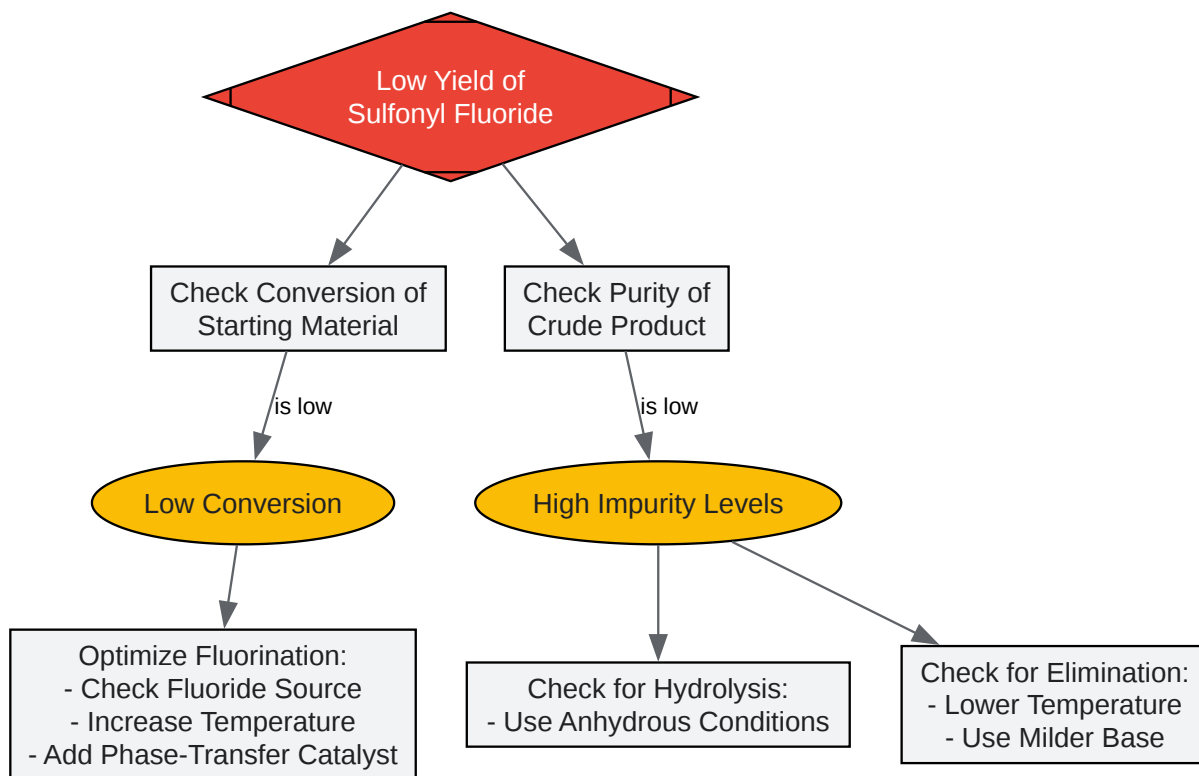 Low Yield of
Sulfonyl Fluoride
Check Conversion of
Starting Material
Check Purity of
Crude Product
is low
is low
Low Conversion
High Impurity Levels
Optimize Fluorination:
- Check Fluoride Source
- Increase Temperature
- Add Phase-Transfer Catalyst
Check for Hydrolysis:
- Use Anhydrous Conditions
Check for Elimination:
- Lower Temperature
- Use Milder Base